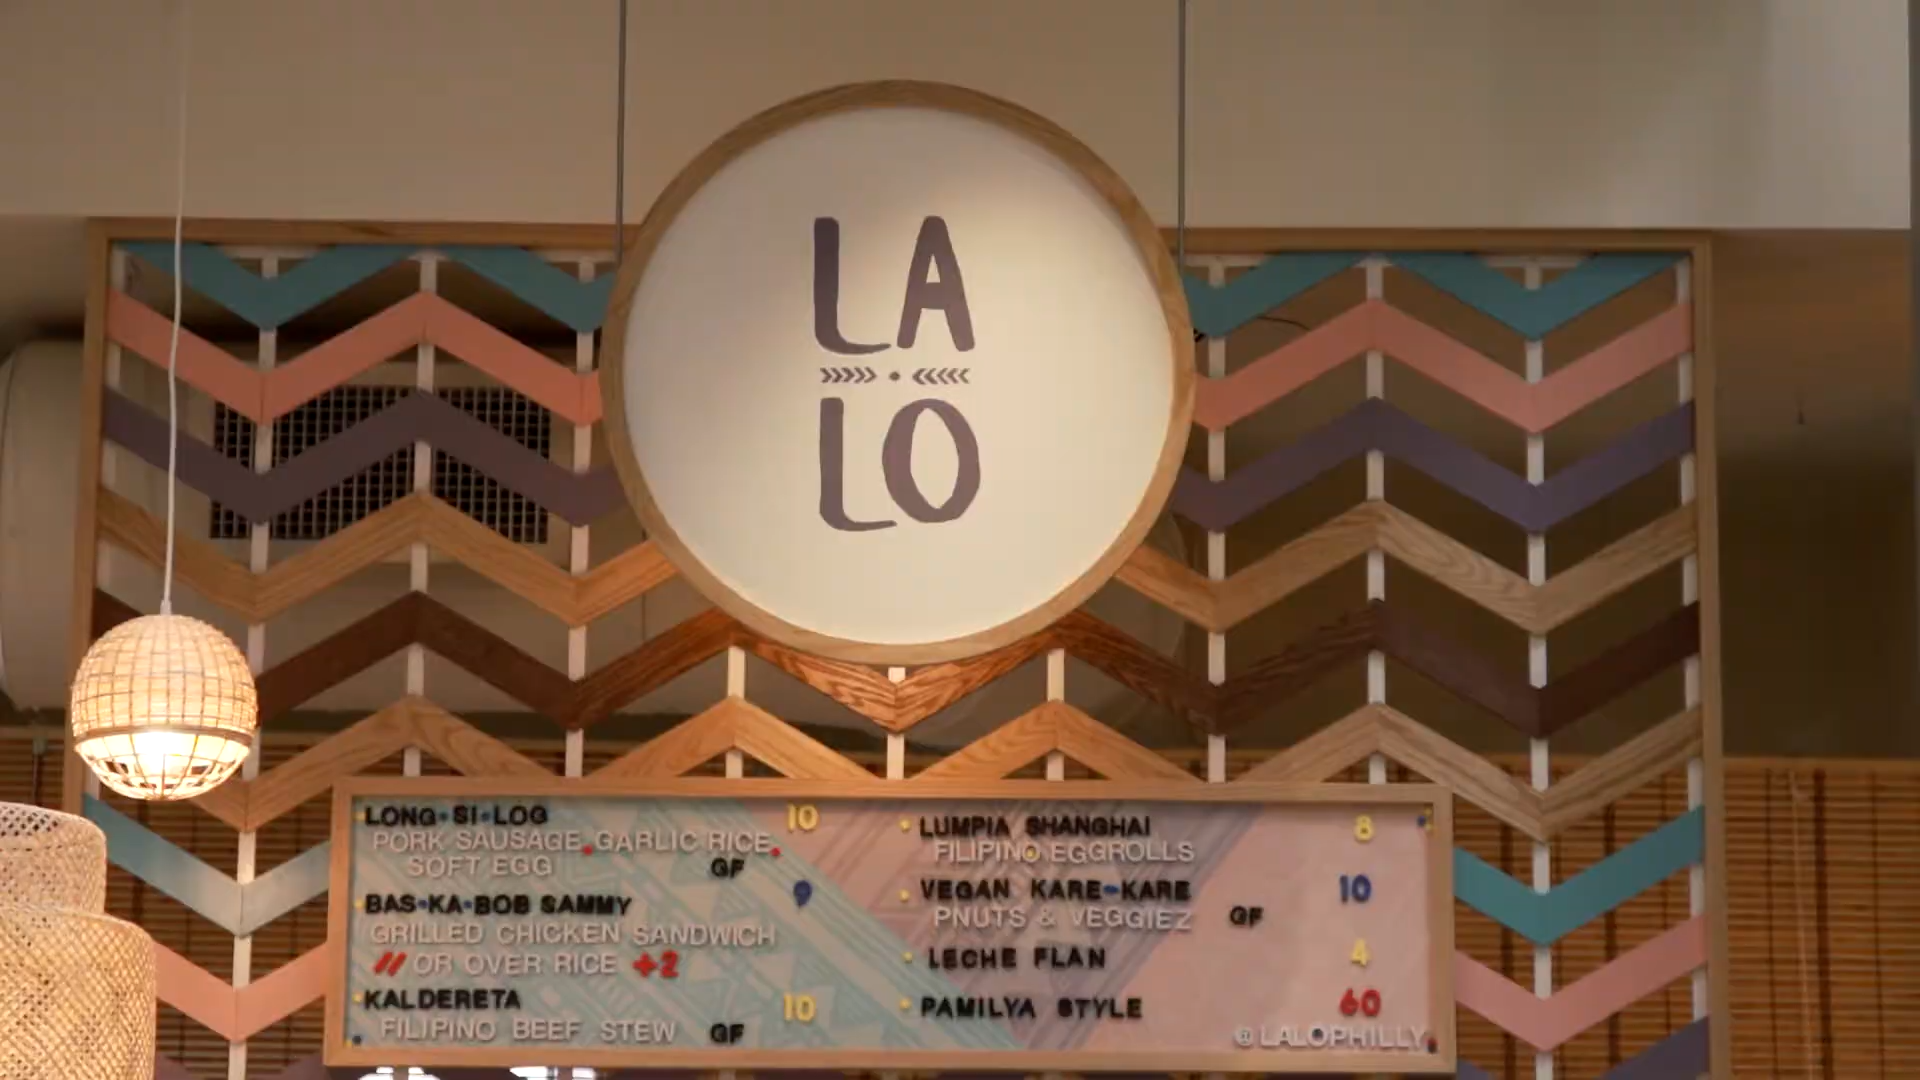 LA
LO
LONG•SI•LOG 10
PORK SAUSAGE, GARLIC RICE,
SOFT EGG GF
BAS•KA•BOB SAMMY 9
GRILLED CHICKEN SANDWICH
// OR OVER RICE +2
KALDERETA 10
FILIPINO BEEF STEW GF
LUMPIA SHANGHAI 8
FILIPINO EGGROLLS
VEGAN KARE-KARE 10
PNUTS & VEGGIEZ GF
LECHE FLAN 4
PAMILYA STYLE 60
@LALOPHILLY